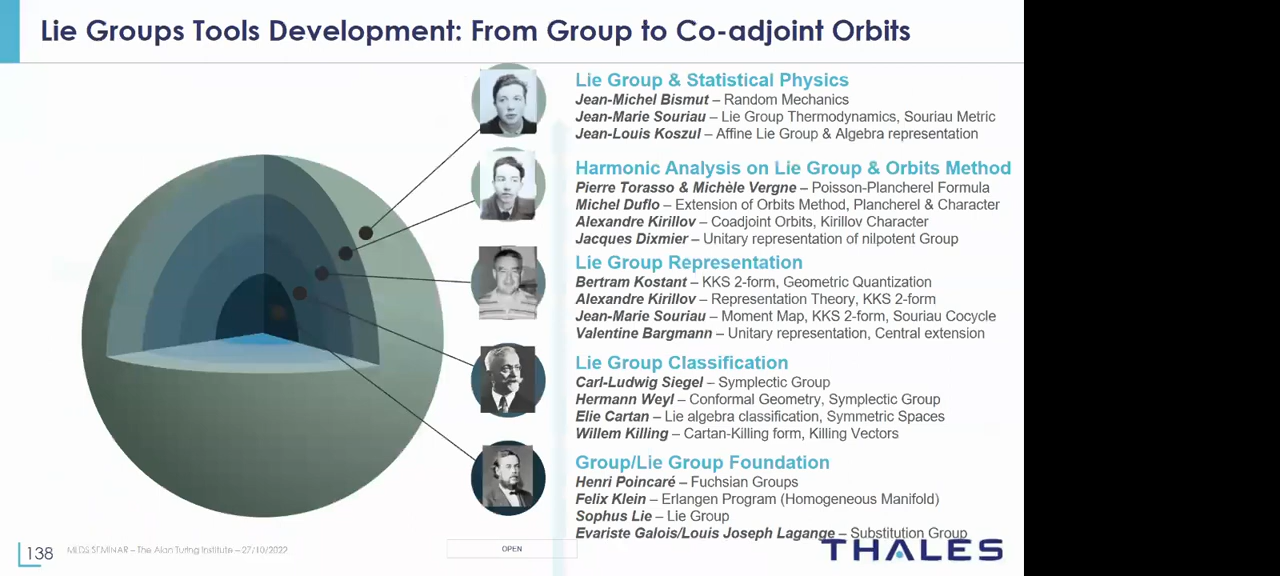 Lie Groups Tools Development: From Group to Co-adjoint Orbits
Lie Group & Statistical Physics
Jean-Michel Bismut – Random Mechanics
Jean-Marie Souriau – Lie Group Thermodynamics, Souriau Metric
Jean-Louis Koszul – Affine Lie Group & Algebra representation
Harmonic Analysis on Lie Group & Orbits Method
Pierre Torasso & Michèle Vergne – Poisson-Plancherel Formula
Michel Duflo – Extension of Orbits Method, Plancherel & Character
Alexandre Kirillov – Coadjoint Orbits, Kirillov Character
Jacques Dixmier – Unitary representation of nilpotent Group
Lie Group Representation
Bertram Kostant – KKS 2-form, Geometric Quantization
Alexandre Kirillov – Representation Theory, KKS 2-form
Jean-Marie Souriau – Moment Map, KKS 2-form, Souriau Cocycle
Valentine Bargmann – Unitary representation, Central extension
Lie Group Classification
Carl-Ludwig Siegel – Symplectic Group
Hermann Weyl – Conformal Geometry, Symplectic Group
Elie Cartan – Lie algebra classification, Symmetric Spaces
Willem Killing – Cartan-Killing form, Killing Vectors
Group/Lie Group Foundation
Henri Poincaré – Fuchsian Groups
Felix Klein – Erlangen Program (Homogeneous Manifold)
Sophus Lie – Lie Group
Evariste Galois/Louis Joseph Lagange – Substitution Group
138
MLDS SEMINAR – The Alan Turing Institute – 27/10/2022
OPEN
THALES